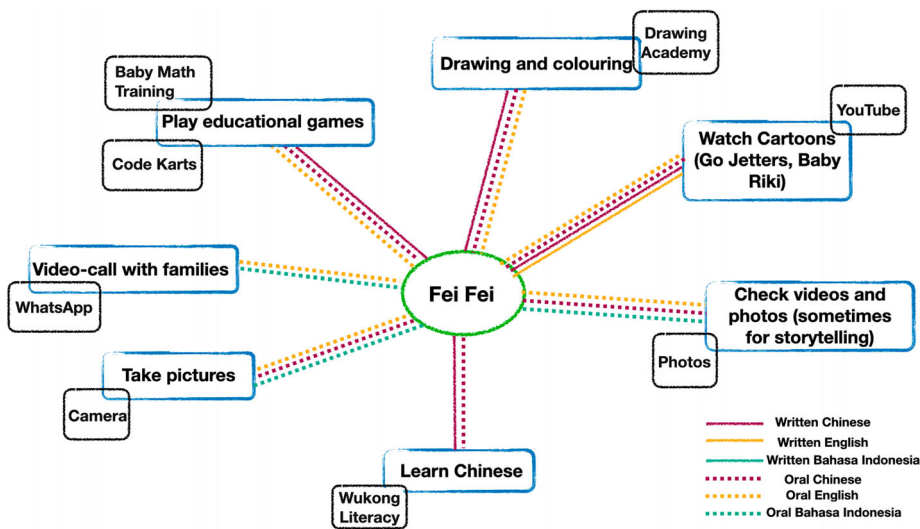 Drawing
Academy
Drawing and colouring
Baby Math
Training
Play educational games
Code Karts
YouTube
Watch Cartoons
(Go Jetters, Baby
Riki)
Video-call with families
WhatsApp
Fei Fei
Check videos and
photos (sometimes
for storytelling)
Photos
Take pictures
Camera
Learn Chinese
Wukong
Literacy
Written Chinese
Written English
Written Bahasa Indonesia
Oral Chinese
Oral English
Oral Bahasa Indonesia